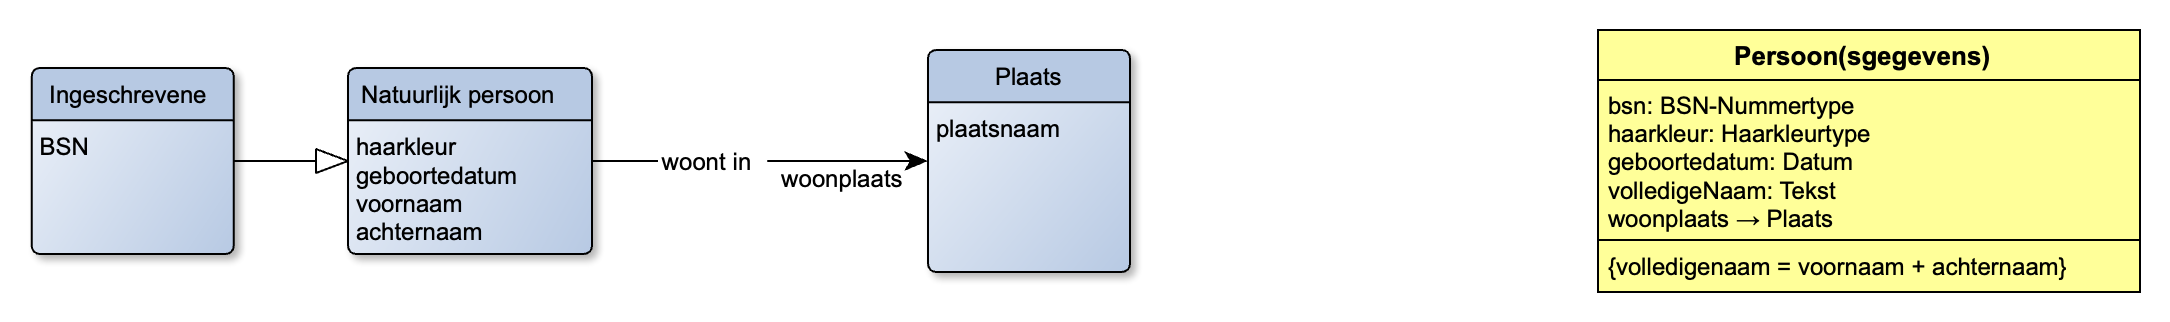 Ingeschrevene
BSN
Natuurlijk persoon
haarkleur
geboortedatum
voornaam
achternaam
woont in
woonplaats
Plaats
plaatsnaam
Persoon(sgegevens)
bsn: BSN-Nummertype
haarkleur: Haarkleurtype
geboortedatum: Datum
volledigeNaam: Tekst
woonplaats → Plaats
{volledigenaam = voornaam + achternaam}